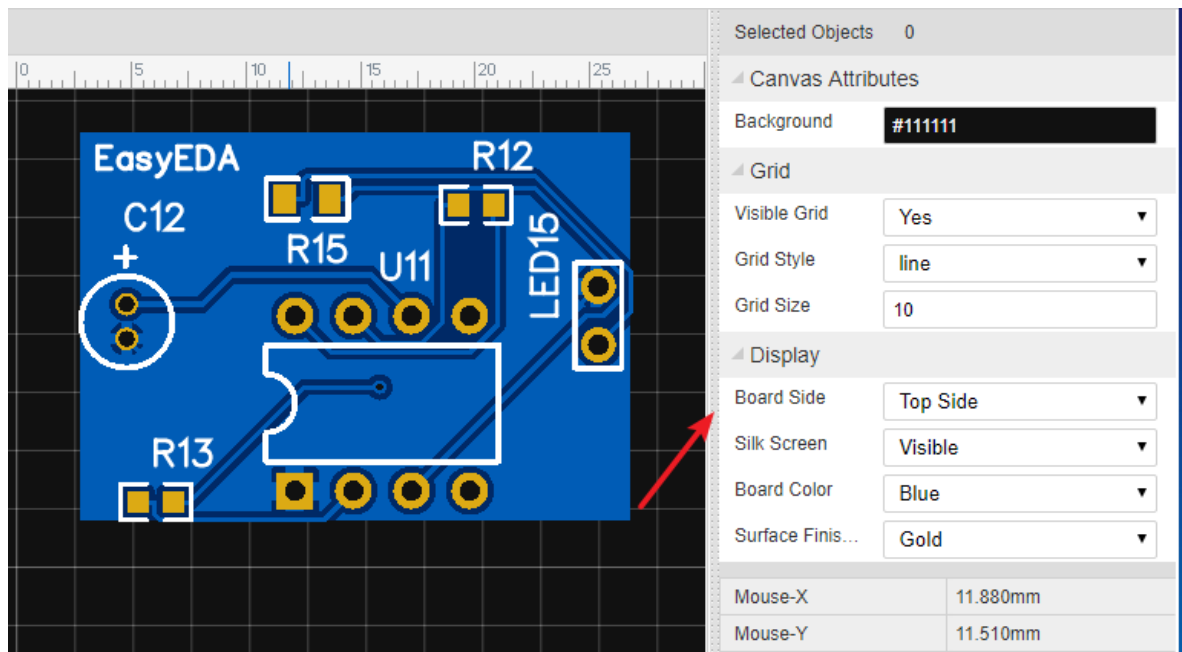 Selected Objects 0
0 5 10 15 20 25
Canvas Attributes
Background #111111
Grid
Visible Grid Yes
Grid Style line
Grid Size 10
Display
Board Side Top Side
Silk Screen Visible
Board Color Blue
Surface Finis... Gold
Mouse-X 11.880mm
Mouse-Y 11.510mm
EasyEDA
R12
C12
+
R15
U11
LED15
R13